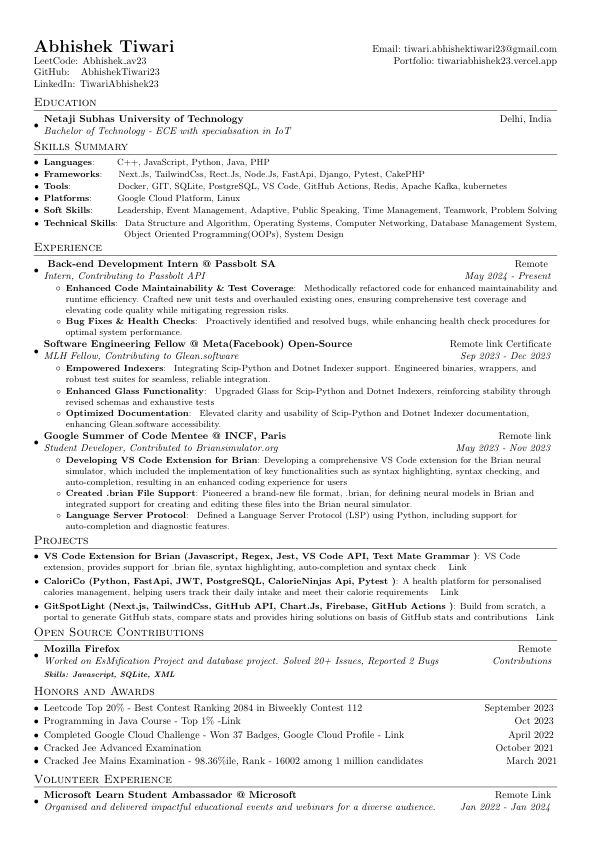 Abhishek Tiwari
Email: tiwari.abhishektiwari23@gmail.com
LeetCode: Abhishek_av23
Portfolio: tiwariabhishek23.vercel.app
GitHub: AbhishekTiwari23
LinkedIn: TiwariAbhishek23
Education
• Netaji Subhas University of Technology Delhi, India
Bachelor of Technology - ECE with specialisation in IoT
Skills Summary
• Languages: C++, JavaScript, Python, Java, PHP
• Frameworks: Next.Js, TailwindCss, Rect.Js, Node.Js, FastApi, Django, Pytest, CakePHP
• Tools: Docker, GIT, SQLite, PostgreSQL, VS Code, GitHub Actions, Redis, Apache Kafka, kubernetes
• Platforms: Google Cloud Platform, Linux
• Soft Skills: Leadership, Event Management, Adaptive, Public Speaking, Time Management, Teamwork, Problem Solving
• Technical Skills: Data Structure and Algorithm, Operating Systems, Computer Networking, Database Management System,
Object Oriented Programming(OOPs), System Design
Experience
• Back-end Development Intern @ Passbolt SA Remote
Intern, Contributing to Passbolt API May 2024 - Present
◦ Enhanced Code Maintainability & Test Coverage: Methodically refactored code for enhanced maintainability and
runtime efficiency. Crafted new unit tests and overhauled existing ones, ensuring comprehensive test coverage and
elevating code quality while mitigating regression risks.
◦ Bug Fixes & Health Checks: Proactively identified and resolved bugs, while enhancing health check procedures for
optimal system performance.
• Software Engineering Fellow @ Meta(Facebook) Open-Source Remote link Certificate
MLH Fellow, Contributing to Glean.software Sep 2023 - Dec 2023
◦ Empowered Indexers: Integrating Scip-Python and Dotnet Indexer support. Engineered binaries, wrappers, and
robust test suites for seamless, reliable integration.
◦ Enhanced Glass Functionality: Upgraded Glass for Scip-Python and Dotnet Indexers, reinforcing stability through
revised schemas and exhaustive tests
◦ Optimized Documentation: Elevated clarity and usability of Scip-Python and Dotnet Indexer documentation,
enhancing Glean.software accessibility.
• Google Summer of Code Mentee @ INCF, Paris Remote link
Student Developer, Contributed to Briansimulator.org May 2023 - Nov 2023
◦ Developing VS Code Extension for Brian: Developing a comprehensive VS Code extension for the Brian neural
simulator, which included the implementation of key functionalities such as syntax highlighting, syntax checking, and
auto-completion, resulting in an enhanced coding experience for users
◦ Created .brian File Support: Pioneered a brand-new file format, .brian, for defining neural models in Brian and
integrated support for creating and editing these files into the Brian neural simulator.
◦ Language Server Protocol: Defined a Language Server Protocol (LSP) using Python, including support for
auto-completion and diagnostic features.
Projects
• VS Code Extension for Brian (Javascript, Regex, Jest, VS Code API, Text Mate Grammar ): VS Code
extension, provides support for .brian file, syntax highlighting, auto-completion and syntax check Link
• CaloriCo (Python, FastApi, JWT, PostgreSQL, CalorieNinjas Api, Pytest ): A health platform for personalised
calories management, helping users track their daily intake and meet their calorie requirements Link
• GitSpotLight (Next.js, TailwindCss, GitHub API, Chart.Js, Firebase, GitHub Actions ): Build from scratch, a
portal to generate GitHub stats, compare stats and provides hiring solutions on basis of GitHub stats and contributions Link
Open Source Contributions
• Mozilla Firefox Remote
Worked on EsMification Project and database project. Solved 20+ Issues, Reported 2 Bugs Contributions
Skills: Javascript, SQLite, XML
Honors and Awards
• Leetcode Top 20% - Best Contest Ranking 2084 in Biweekly Contest 112 September 2023
• Programming in Java Course - Top 1% -Link Oct 2023
• Completed Google Cloud Challenge - Won 37 Badges, Google Cloud Profile - Link April 2022
• Cracked Jee Advanced Examination October 2021
• Cracked Jee Mains Examination - 98.36%ile, Rank - 16002 among 1 million candidates March 2021
Volunteer Experience
• Microsoft Learn Student Ambassador @ Microsoft Remote Link
Organised and delivered impactful educational events and webinars for a diverse audience. Jan 2022 - Jan 2024